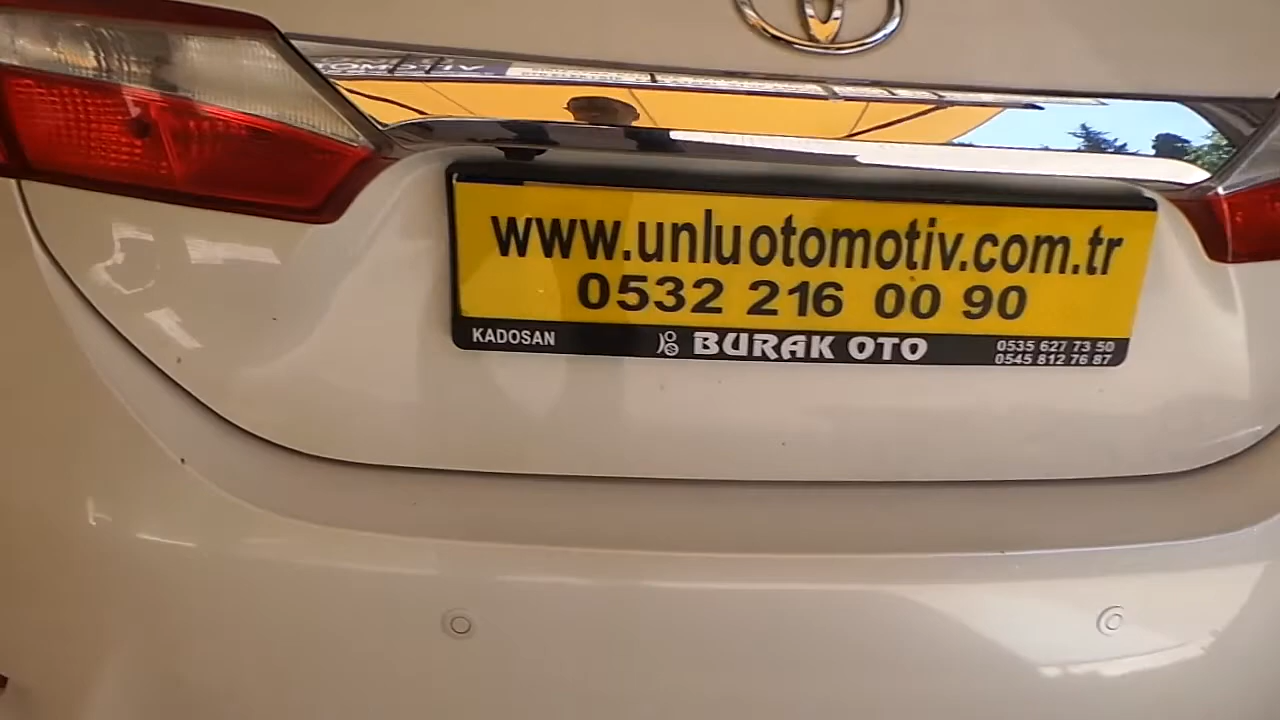 OTOMOTIV
www.unluotomotiv.com.tr
0532 216 00 90
KADOSAN
BURAK OTO
0535 627 73 50
0545 812 76 87